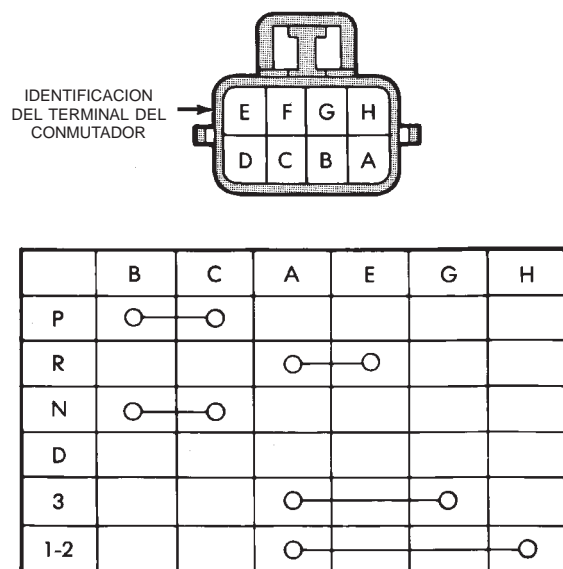 IDENTIFICACION
DEL TERMINAL DEL
CONMUTADOR
E F G H
D C B A
B C A E G H
P
R
N
D
3
1-2